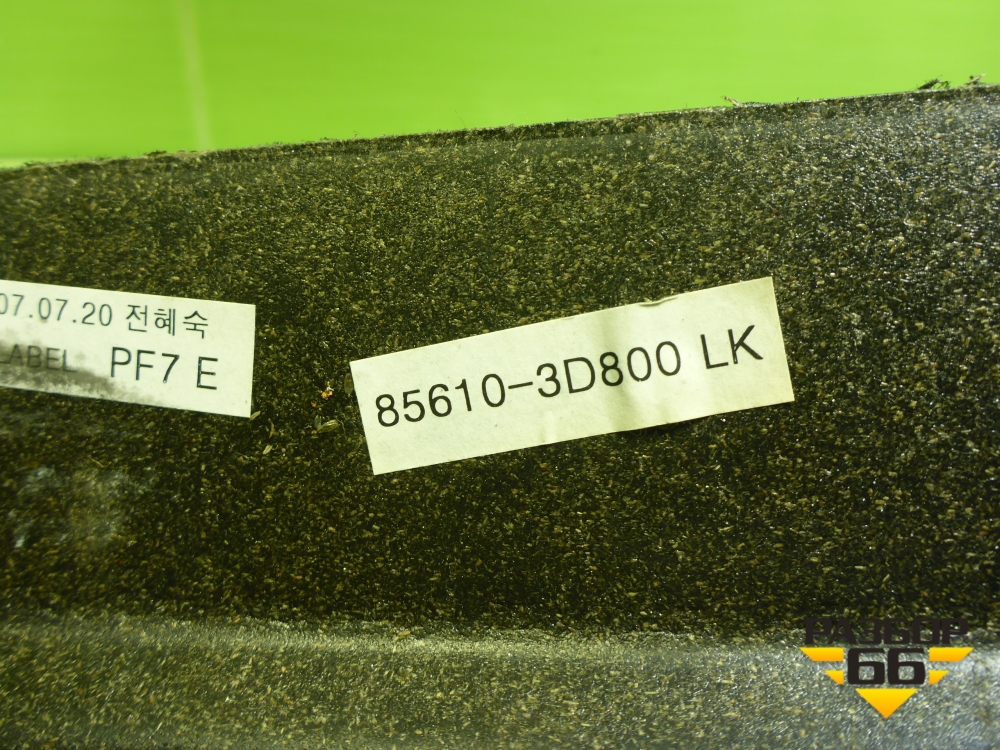 07.07.20 전혜숙
LABEL PF7 E
85610-3D800 LK
РАЗБОР
66